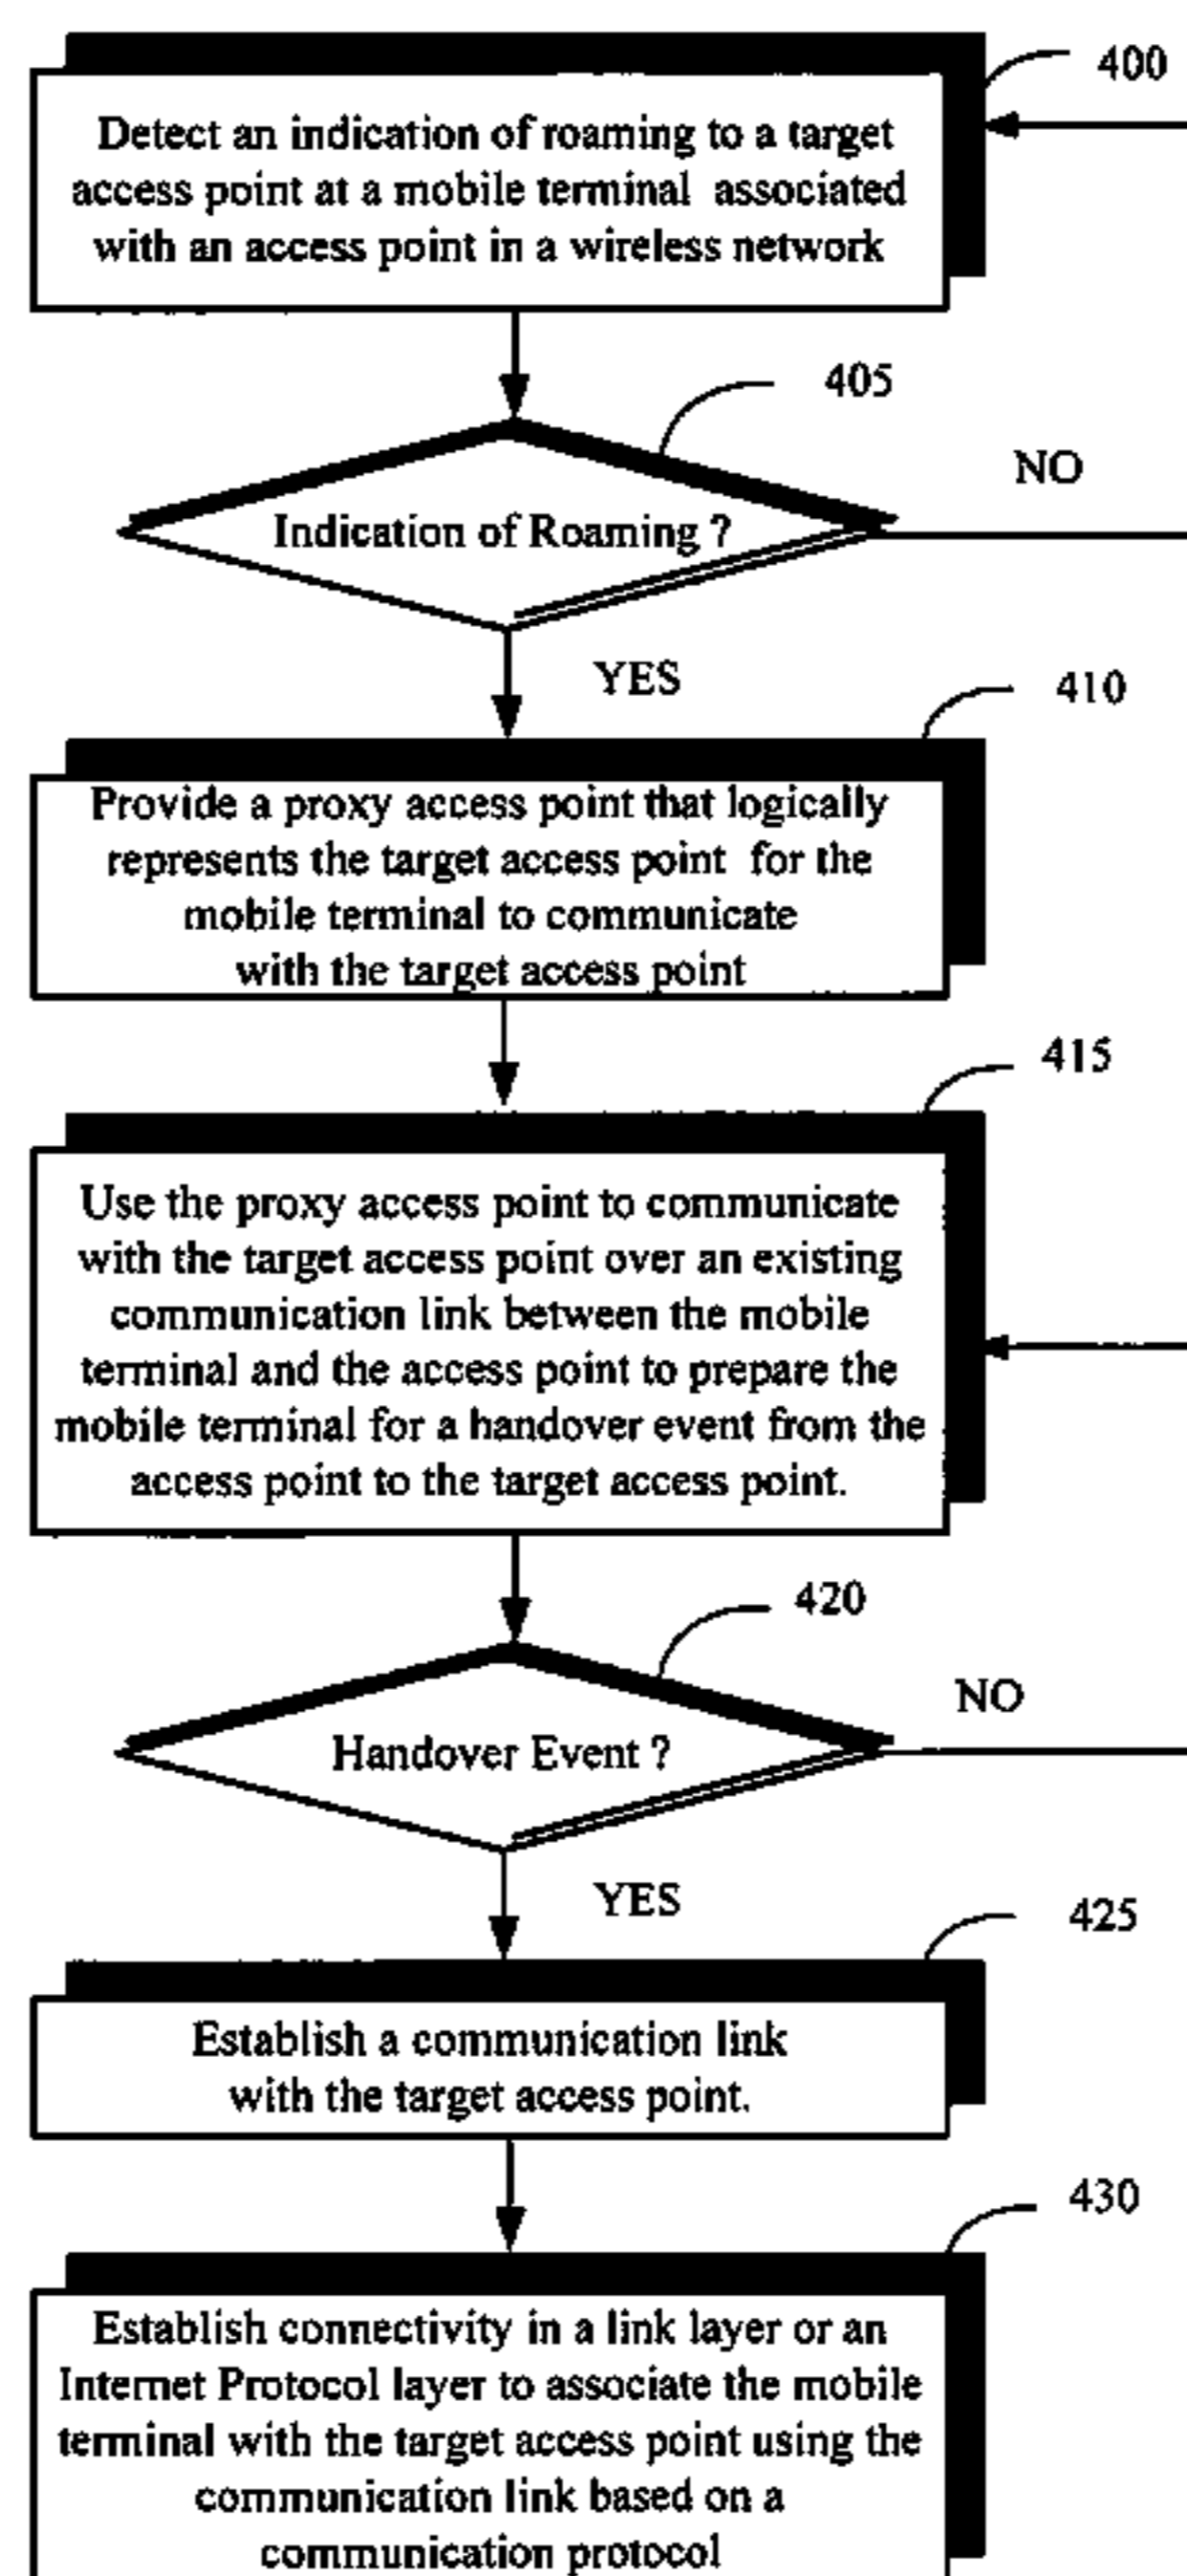 400
Detect an indication of roaming to a target
access point at a mobile terminal associated
with an access point in a wireless network
405
NO
Indication of Roaming ?
YES
410
Provide a proxy access point that logically
represents the target access point for the
mobile terminal to communicate
with the target access point
415
Use the proxy access point to communicate
with the target access point over an existing
communication link between the mobile
terminal and the access point to prepare the
mobile terminal for a handover event from the
access point to the target access point.
420
NO
Handover Event ?
YES
425
Establish a communication link
with the target access point.
430
Establish connectivity in a link layer or an
Internet Protocol layer to associate the mobile
terminal with the target access point using the
communication link based on a
communication protocol